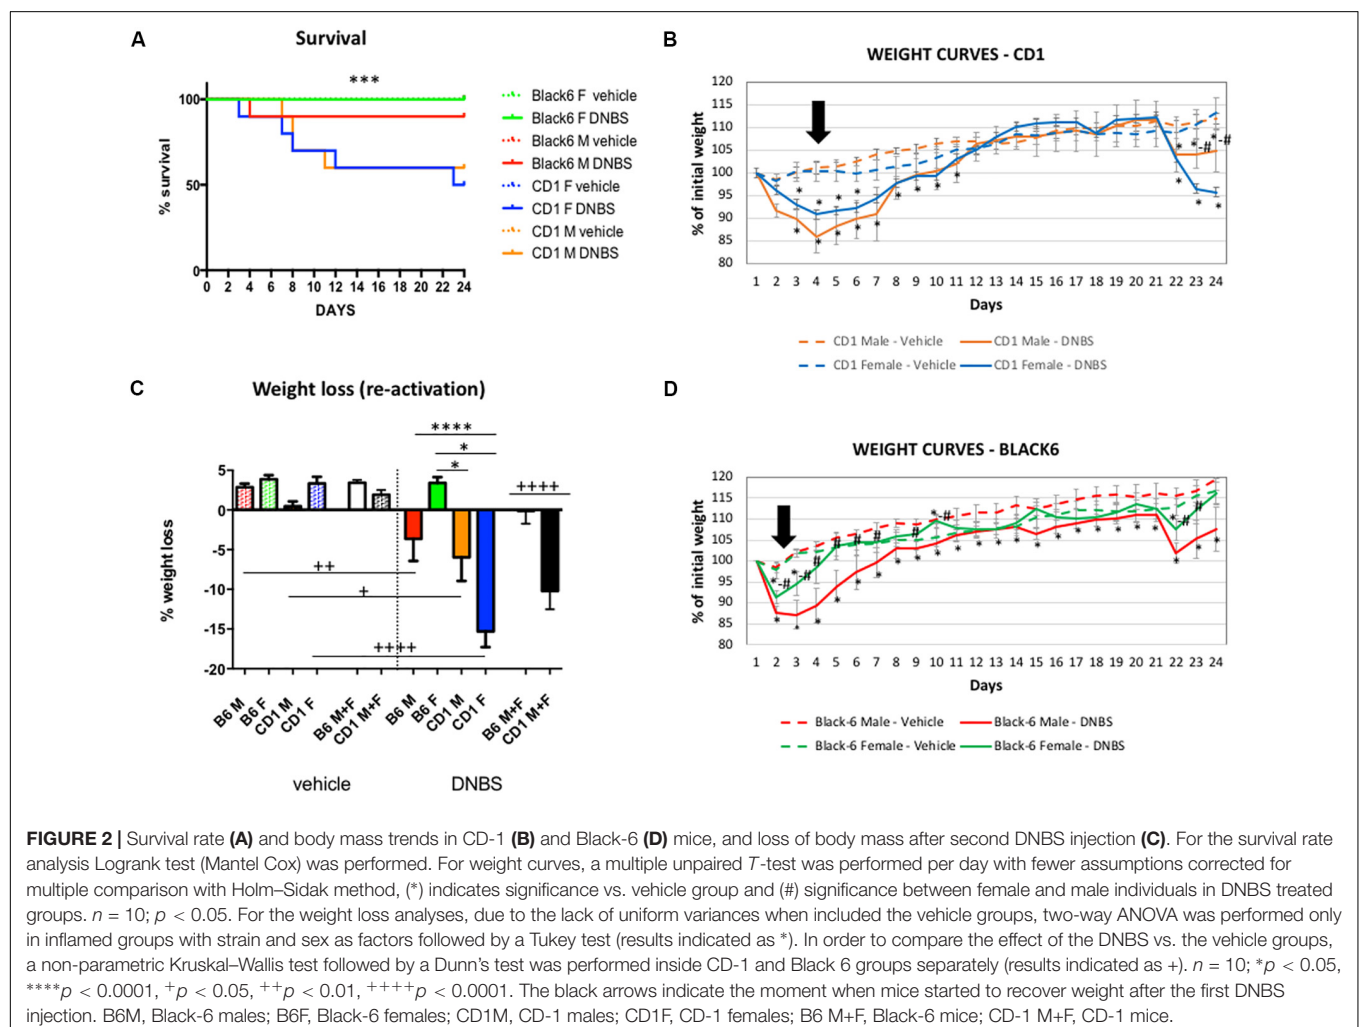 A
Survival
***
100
50
0
% survival
0 2 4 6 8 10 12 14 16 18 20 22 24
DAYS
Black6 F vehicle
Black6 F DNBS
Black6 M vehicle
Black6 M DNBS
CD1 F vehicle
CD1 F DNBS
CD1 M vehicle
CD1 M DNBS
B
WEIGHT CURVES - CD1
120
115
110
105
100
95
90
85
80
% of initial weight
* * * * * * * * * * * * * * * * * *-# *-# * * *
1 2 3 4 5 6 7 8 9 10 11 12 13 14 15 16 17 18 19 20 21 22 23 24
Days
CD1 Male - Vehicle CD1 Male - DNBS
CD1 Female - Vehicle CD1 Female - DNBS
C
Weight loss (re-activation)
****
*
*
++++
5
0
-5
-10
-15
-20
% weight loss
++
+
++++
B6 M B6 F CD1 M CD1 F B6 M+F CD1 M+F B6 M B6 F CD1 M CD1 F B6 M+F CD1 M+F
vehicle DNBS
D
WEIGHT CURVES - BLACK6
120
115
110
105
100
95
90
85
80
% of initial weight
*-# *-# # # # # # *-# *-# #
* * * * * * * * * * * * * * * * * * * * *
1 2 3 4 5 6 7 8 9 10 11 12 13 14 15 16 17 18 19 20 21 22 23 24
Days
Black-6 Male - Vehicle Black-6 Male - DNBS
Black-6 Female - Vehicle Black-6 Female - DNBS
FIGURE 2 | Survival rate (A) and body mass trends in CD-1 (B) and Black-6 (D) mice, and loss of body mass after second DNBS injection (C). For the survival rate
analysis Logrank test (Mantel Cox) was performed. For weight curves, a multiple unpaired T-test was performed per day with fewer assumptions corrected for
multiple comparison with Holm–Sidak method, (*) indicates significance vs. vehicle group and (#) significance between female and male individuals in DNBS treated
groups. n = 10; p < 0.05. For the weight loss analyses, due to the lack of uniform variances when included the vehicle groups, two-way ANOVA was performed only
in inflamed groups with strain and sex as factors followed by a Tukey test (results indicated as *). In order to compare the effect of the DNBS vs. the vehicle groups,
a non-parametric Kruskal–Wallis test followed by a Dunn's test was performed inside CD-1 and Black 6 groups separately (results indicated as +). n = 10; *p < 0.05,
****p < 0.0001, +p < 0.05, ++p < 0.01, ++++p < 0.0001. The black arrows indicate the moment when mice started to recover weight after the first DNBS
injection. B6M, Black-6 males; B6F, Black-6 females; CD1M, CD-1 males; CD1F, CD-1 females; B6 M+F, Black-6 mice; CD-1 M+F, CD-1 mice.